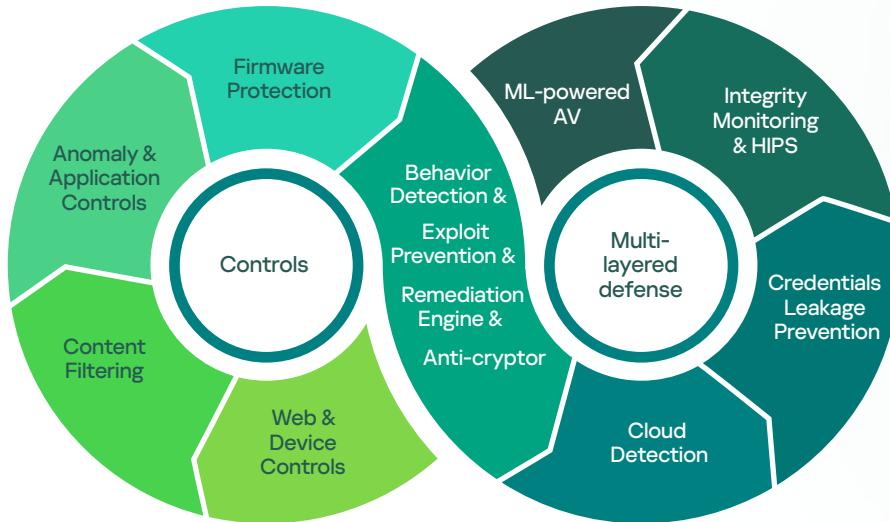 Firmware
Protection
Anomaly &
Application
Controls
Controls
Content
Filtering
Web &
Device
Controls
Behavior
Detection &
Exploit
Prevention &
Remediation
Engine &
Anti-cryptor
ML-powered
AV
Integrity
Monitoring
& HIPS
Multi-
layered
defense
Credentials
Leakage
Prevention
Cloud
Detection